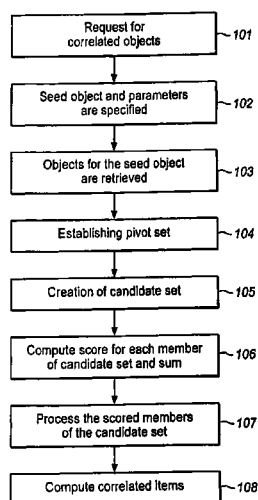 Request for
correlated objects
101
Seed object and parameters
are specified
102
Objects for the seed object
are retrieved
103
Establishing pivot set
104
Creation of candidate set
105
Compute score for each member
of candidate set and sum
106
Process the scored members
of the candidate set
107
Compute correlated items
108